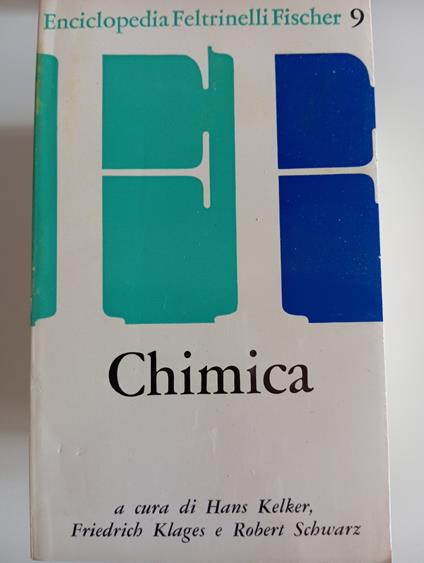 Enciclopedia Feltrinelli Fischer 9
Chimica
a cura di Hans Kelker,
Friedrich Klages e Robert Schwarz